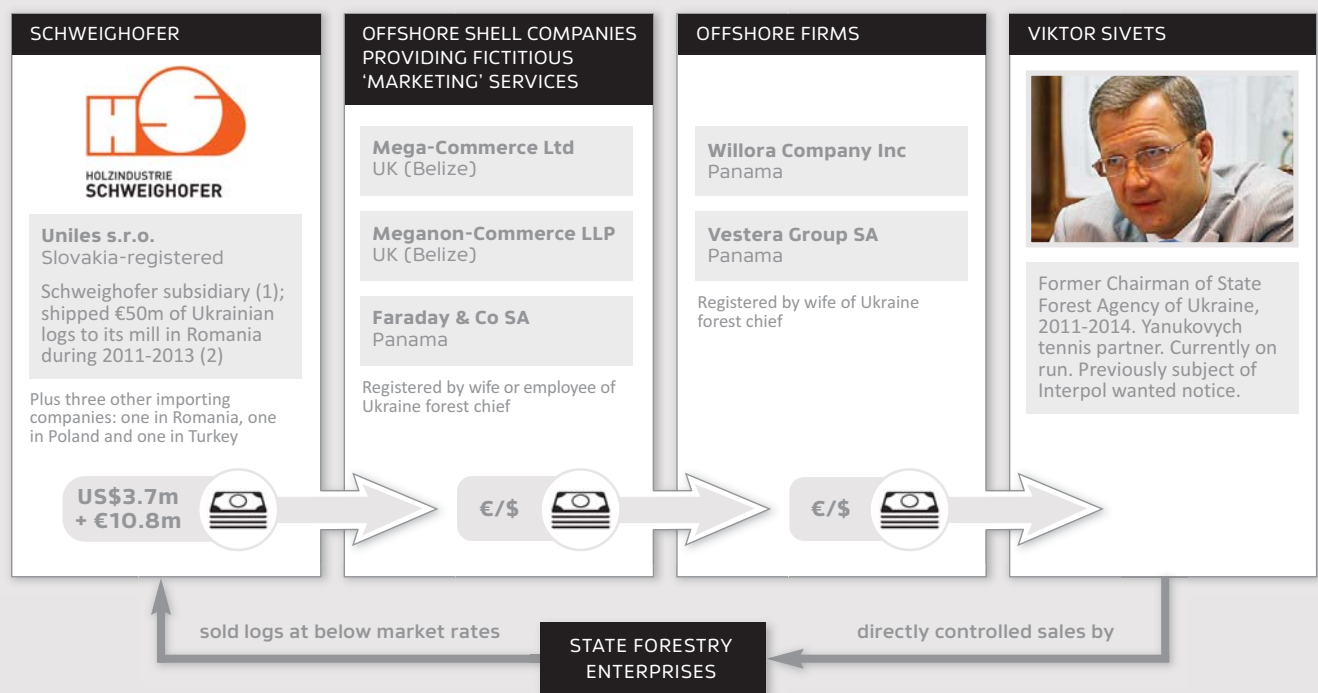 SCHWEIGHOFER
HS
HOLZINDUSTRIE
SCHWEIGHOFER
Uniles s.r.o.
Slovakia-registered
Schweighofer subsidiary (1);
shipped €50m of Ukrainian
logs to its mill in Romania
during 2011-2013 (2)
Plus three other importing
companies: one in Romania, one
in Poland and one in Turkey
US$3.7m
+ €10.8m
OFFSHORE SHELL COMPANIES
PROVIDING FICTITIOUS
‘MARKETING’ SERVICES
Mega-Commerce Ltd
UK (Belize)
Meganon-Commerce LLP
UK (Belize)
Faraday & Co SA
Panama
Registered by wife or employee of
Ukraine forest chief
€/$
OFFSHORE FIRMS
Willora Company Inc
Panama
Vestera Group SA
Panama
Registered by wife of Ukraine
forest chief
€/$
VIKTOR SIVETS
Former Chairman of State
Forest Agency of Ukraine,
2011-2014. Yanukovych
tennis partner. Currently on
run. Previously subject of
Interpol wanted notice.
sold logs at below market rates
STATE FORESTRY
ENTERPRISES
directly controlled sales by